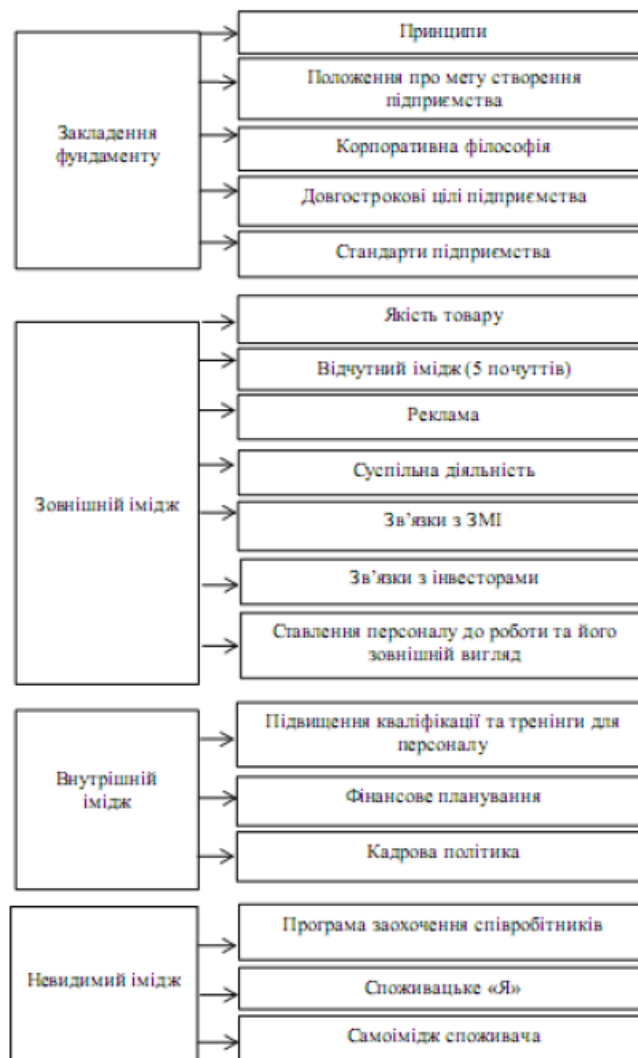 Закладення
фундаменту
Принципи
Положення про мету створення
підприємства
Корпоративна філософія
Довгострокові цілі підприємства
Стандарти підприємства
Зовнішній імідж
Якість товару
Відчутний імідж (5 почуттів)
Реклама
Суспільна діяльність
Зв’язки з ЗМІ
Зв’язки з інвесторами
Ставлення персоналу до роботи та його
зовнішній вигляд
Внутрішній
імідж
Підвищення кваліфікації та тренінги для
персоналу
Фінансове планування
Кадрова політика
Невидимий імідж
Програма заохочення співробітників
Споживацьке «Я»
Самоімідж споживача